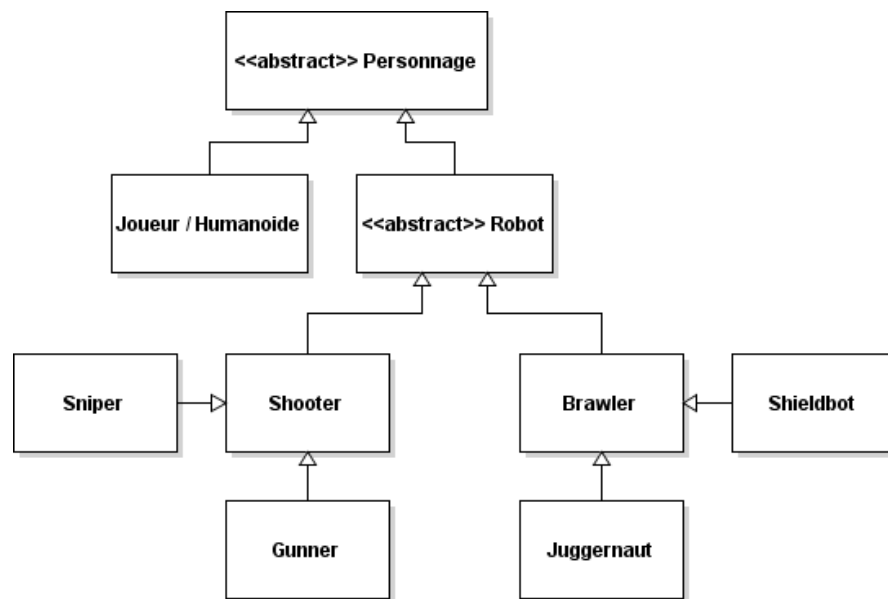 <<abstract>> Personnage
Joueur / Humanoide
<<abstract>> Robot
Sniper
Shooter
Brawler
Shieldbot
Gunner
Juggernaut